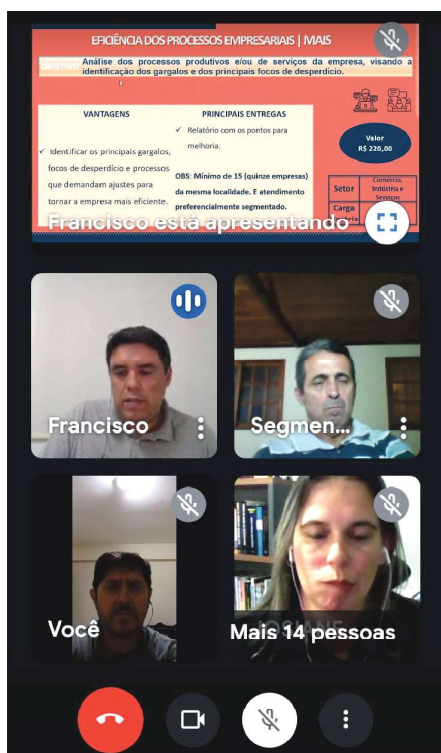 EFICIÊNCIA DOS PROCESSOS EMPRESARIAIS | MAIS
OBJETIVO Análise dos processos produtivos e/ou de serviços da empresa, visando a
identificação dos gargalos e dos principais focos de desperdício.
VANTAGENS
✓ Identificar os principais gargalos,
focos de desperdício e processos
que demandam ajustes para
tornar a empresa mais eficiente.
PRINCIPAIS ENTREGAS
✓ Relatório com os pontos para
melhoria.
OBS: Mínimo de 15 (quinze empresas)
da mesma localidade. E atendimento
preferencialmente segmentado.
Valor
R$ 220,00
Setor
Comércio,
Indústria e
Serviços
Carga
Francisco está apresentando
Francisco
Segmen...
Você
JOSIANE
Mais 14 pessoas